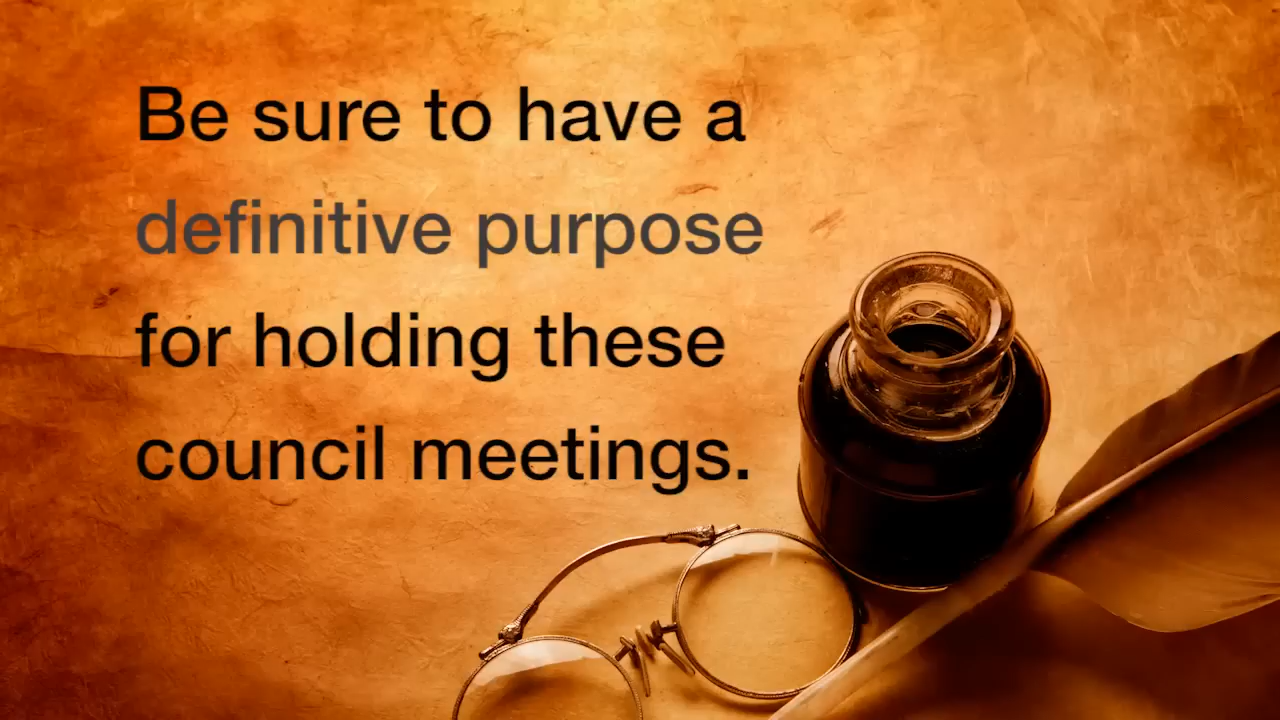 Be sure to have a
definitive purpose
for holding these
council meetings.